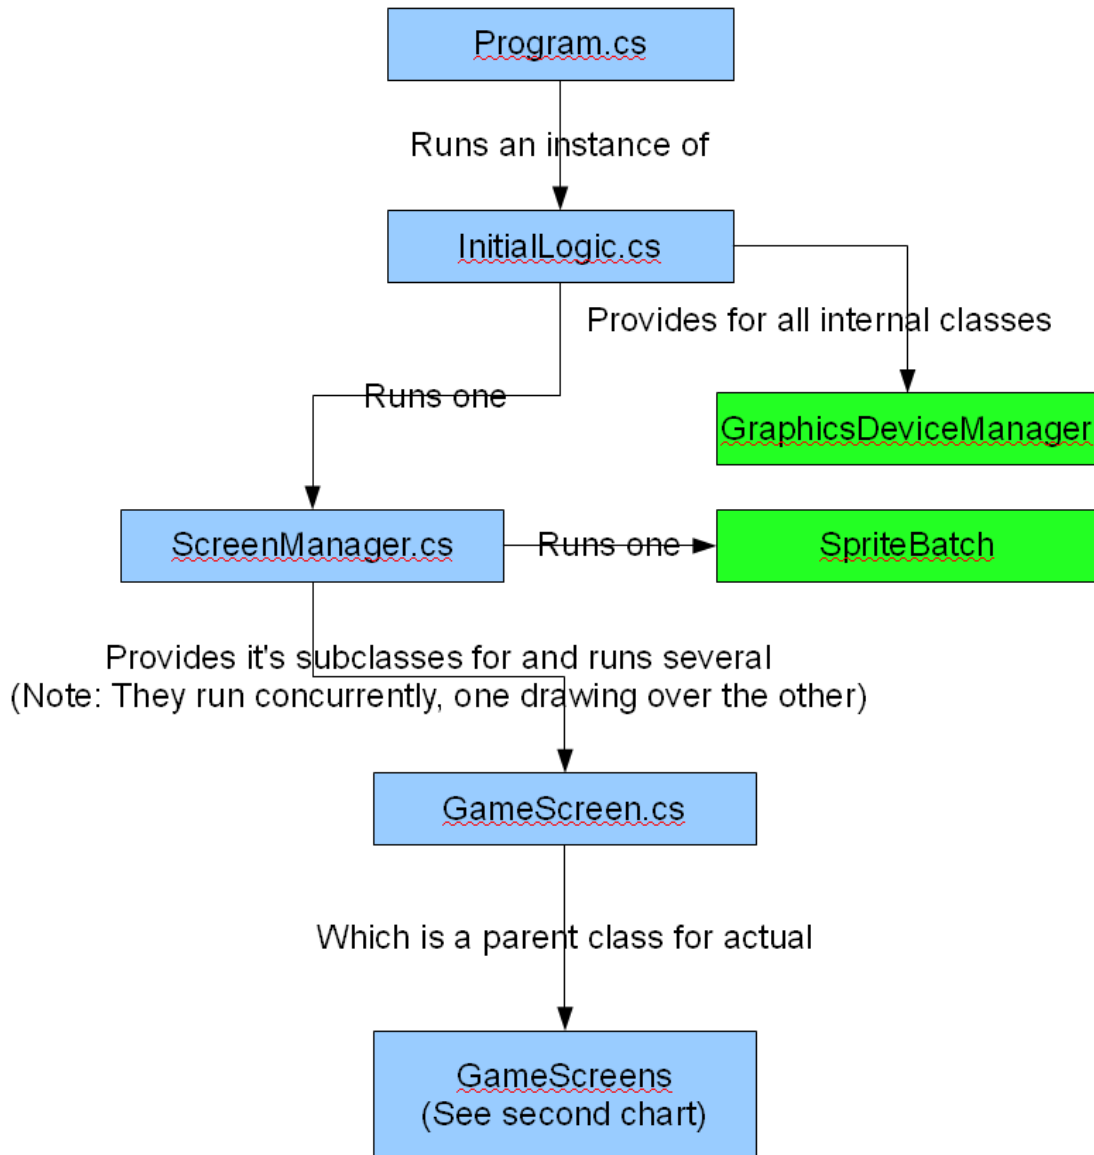 Program.cs
Runs an instance of
InitialLogic.cs
Provides for all internal classes
Runs one
GraphicsDeviceManager
ScreenManager.cs
Runs one
SpriteBatch
Provides it's subclasses for and runs several
(Note: They run concurrently, one drawing over the other)
GameScreen.cs
Which is a parent class for actual
GameScreens
(See second chart)